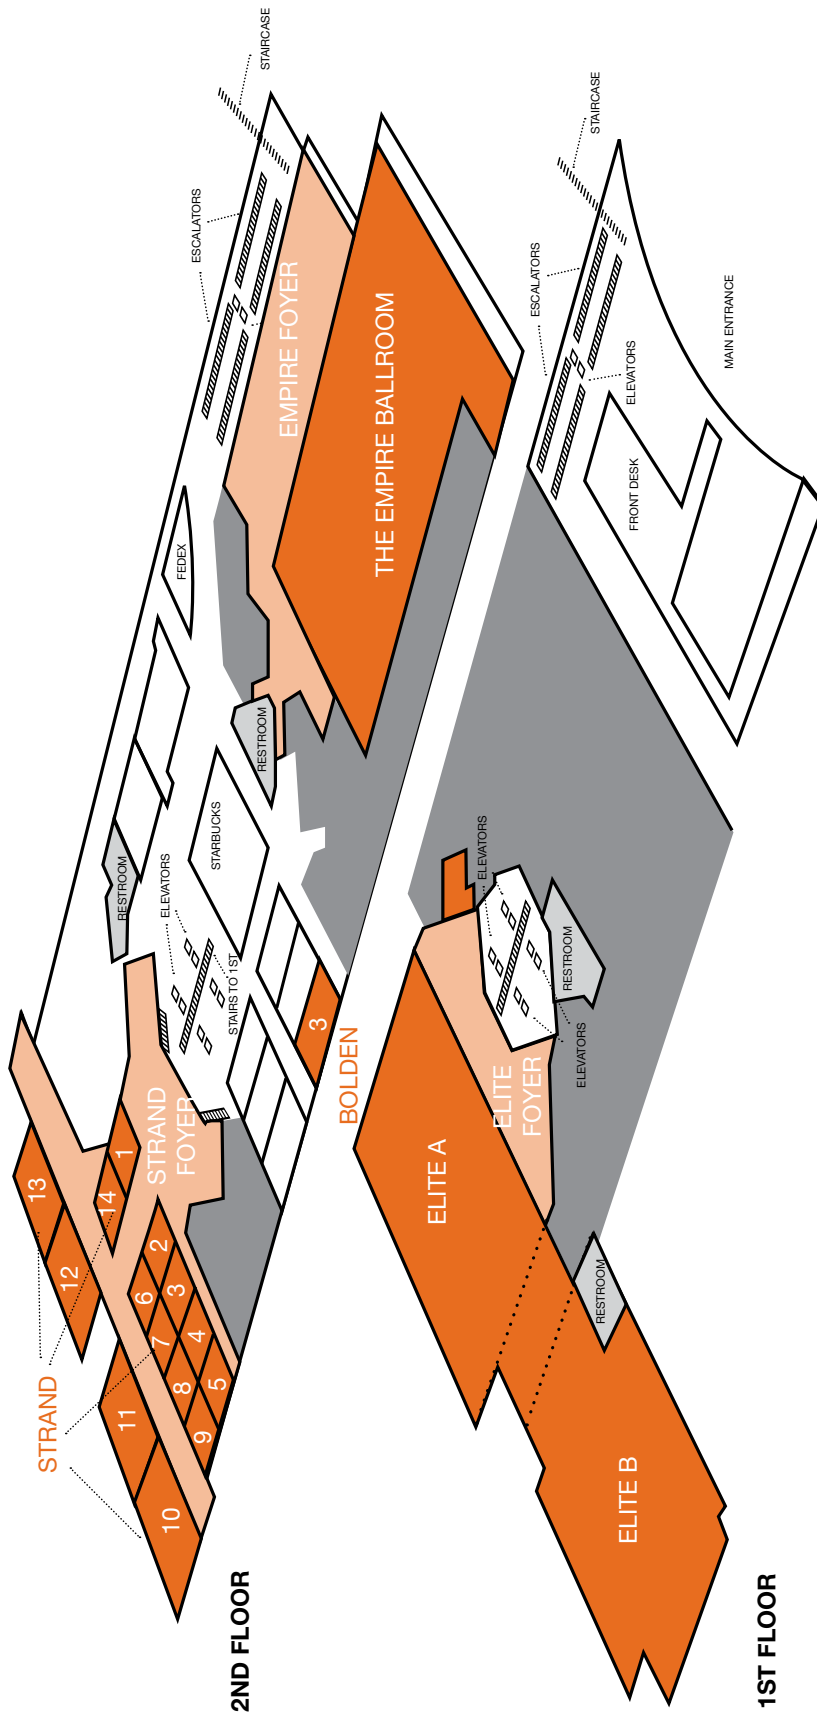 2ND FLOOR
STRAND
10
11
12
13
14
1
2
3
4
5
6
7
8
9
STRAND
FOYER
RESTROOM
ELEVATORS
STAIRS TO 1ST
STARBUCKS
FEDEX
RESTROOM
ESCALATORS
STAIRCASE
EMPIRE FOYER
THE EMPIRE BALLROOM
3
BOLDEN
1ST FLOOR
ELITE B
ELITE A
ELITE
FOYER
RESTROOM
ELEVATORS
ELEVATORS
RESTROOM
ESCALATORS
STAIRCASE
ELEVATORS
FRONT DESK
MAIN ENTRANCE